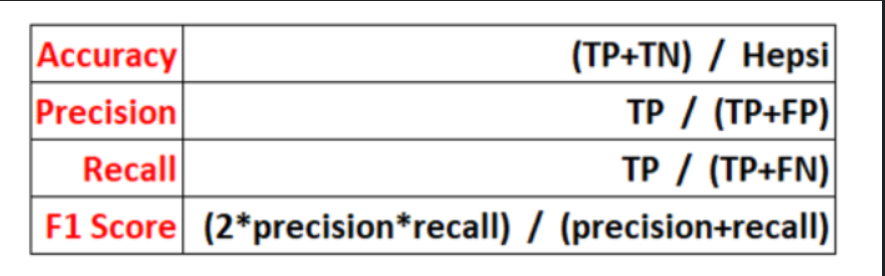 Accuracy (TP+TN) / Hepsi
Precision TP / (TP+FP)
Recall TP / (TP+FN)
F1 Score (2*precision*recall) / (precision+recall)